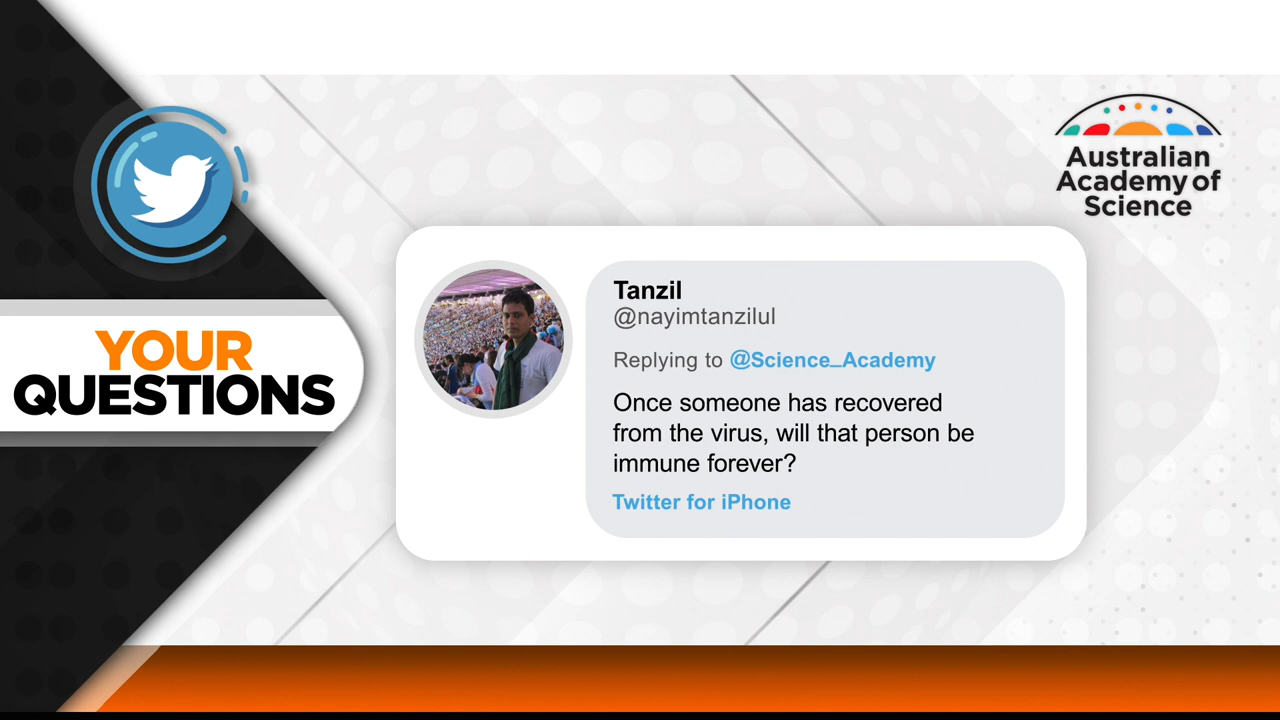 YOUR
QUESTIONS
Australian
Academy of
Science
Tanzil
@nayimtanzilul
Replying to @Science_Academy
Once someone has recovered
from the virus, will that person be
immune forever?
Twitter for iPhone